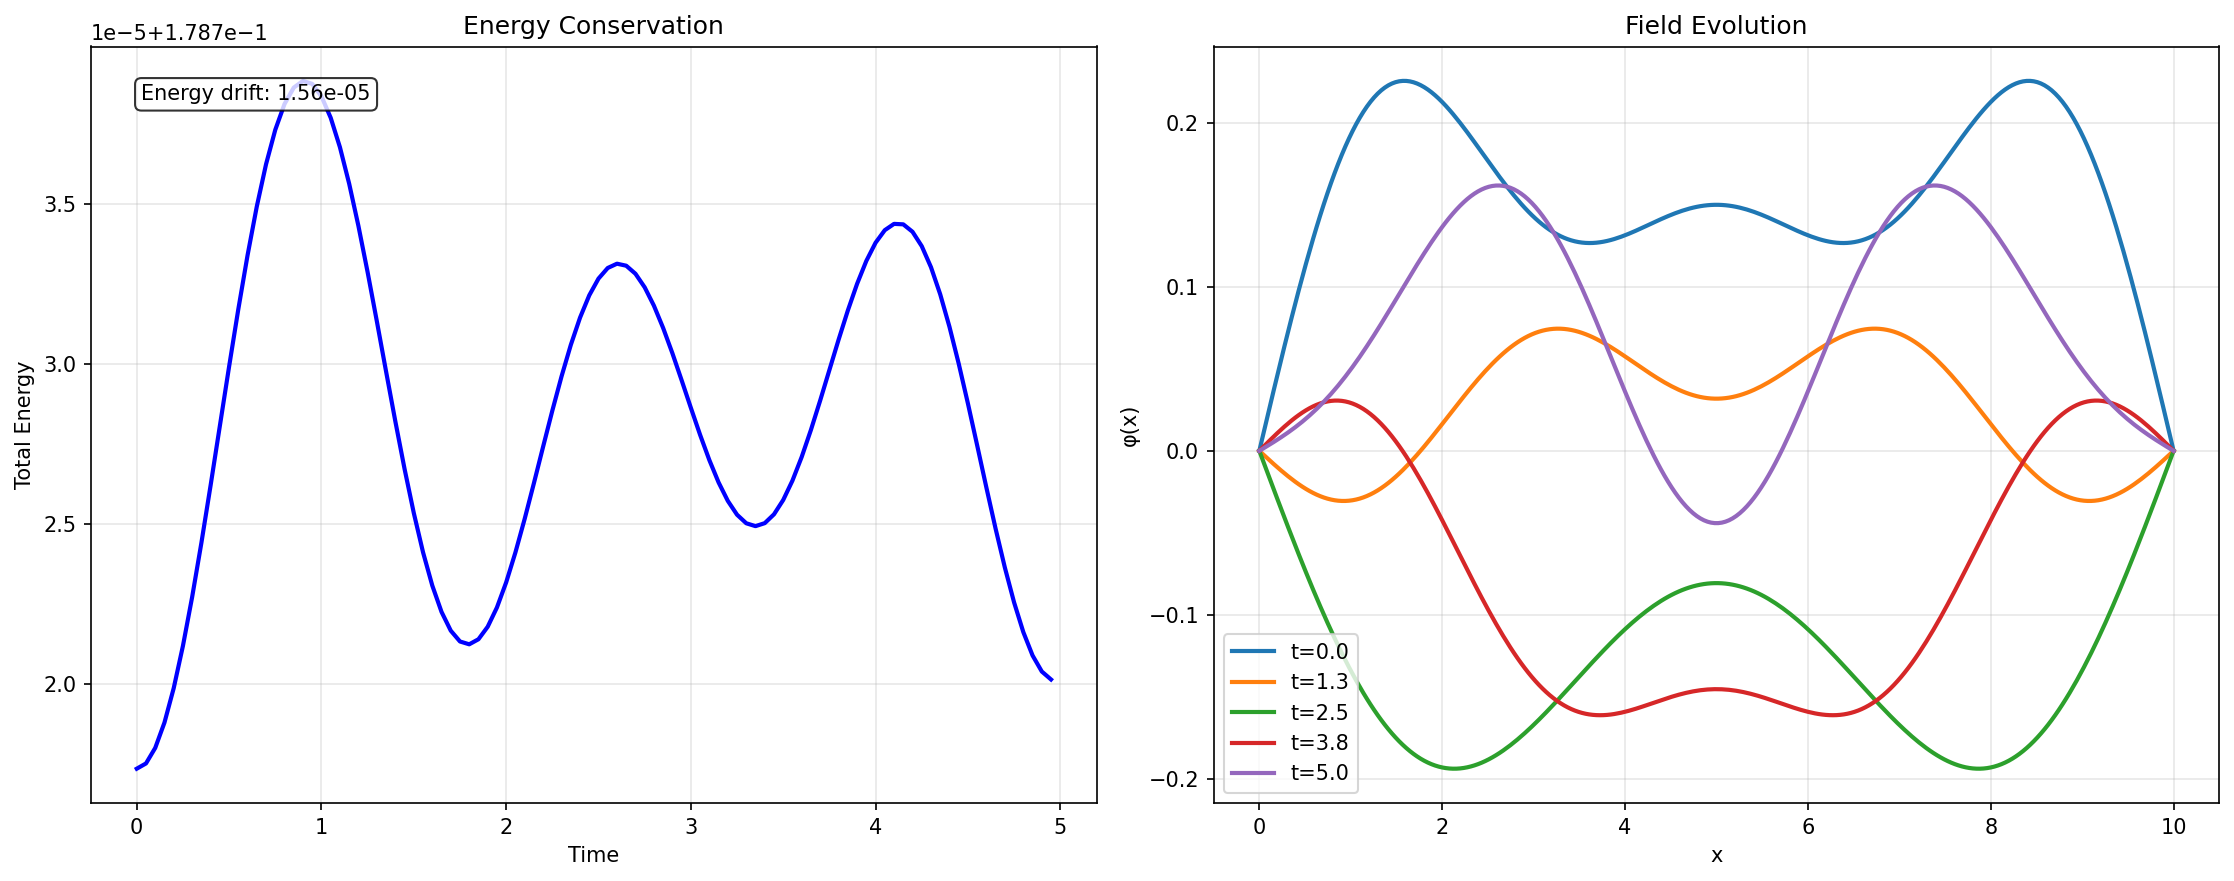 Energy Conservation
1e−5+1.787e−1
Energy drift: 1.56e-05
3.5
3.0
2.5
2.0
Total Energy
0 1 2 3 4 5
Time
Field Evolution
0.2
0.1
0.0
−0.1
−0.2
φ(x)
t=0.0
t=1.3
t=2.5
t=3.8
t=5.0
0 2 4 6 8 10
x